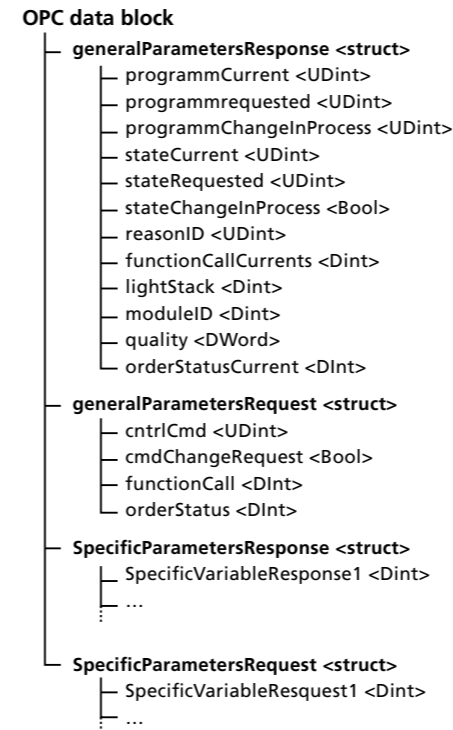 OPC data block
generalParametersResponse <struct>
programmCurrent <UDint>
programmrequested <UDint>
programmChangeInProcess <UDint>
stateCurrent <UDint>
stateRequested <UDint>
stateChangeInProcess <Bool>
reasonID <UDint>
functionCallCurrents <Dint>
lightStack <Dint>
moduleID <Dint>
quality <DWord>
orderStatusCurrent <DInt>
generalParametersRequest <struct>
cntrlCmd <UDint>
cmdChangeRequest <Bool>
functionCall <DInt>
orderStatus <DInt>
SpecificParametersResponse <struct>
SpecificVariableResponse1 <Dint>
...
SpecificParametersRequest <struct>
SpecificVariableResquest1 <Dint>
...